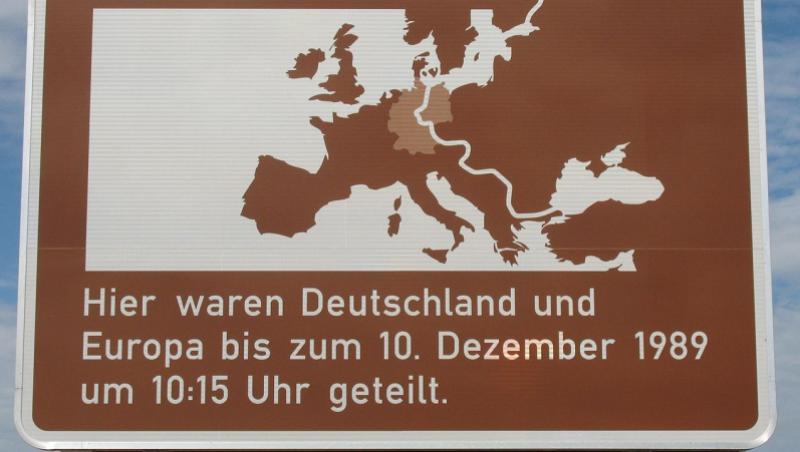 Hier waren Deutschland und
Europa bis zum 10. Dezember 1989
um 10:15 Uhr geteilt.